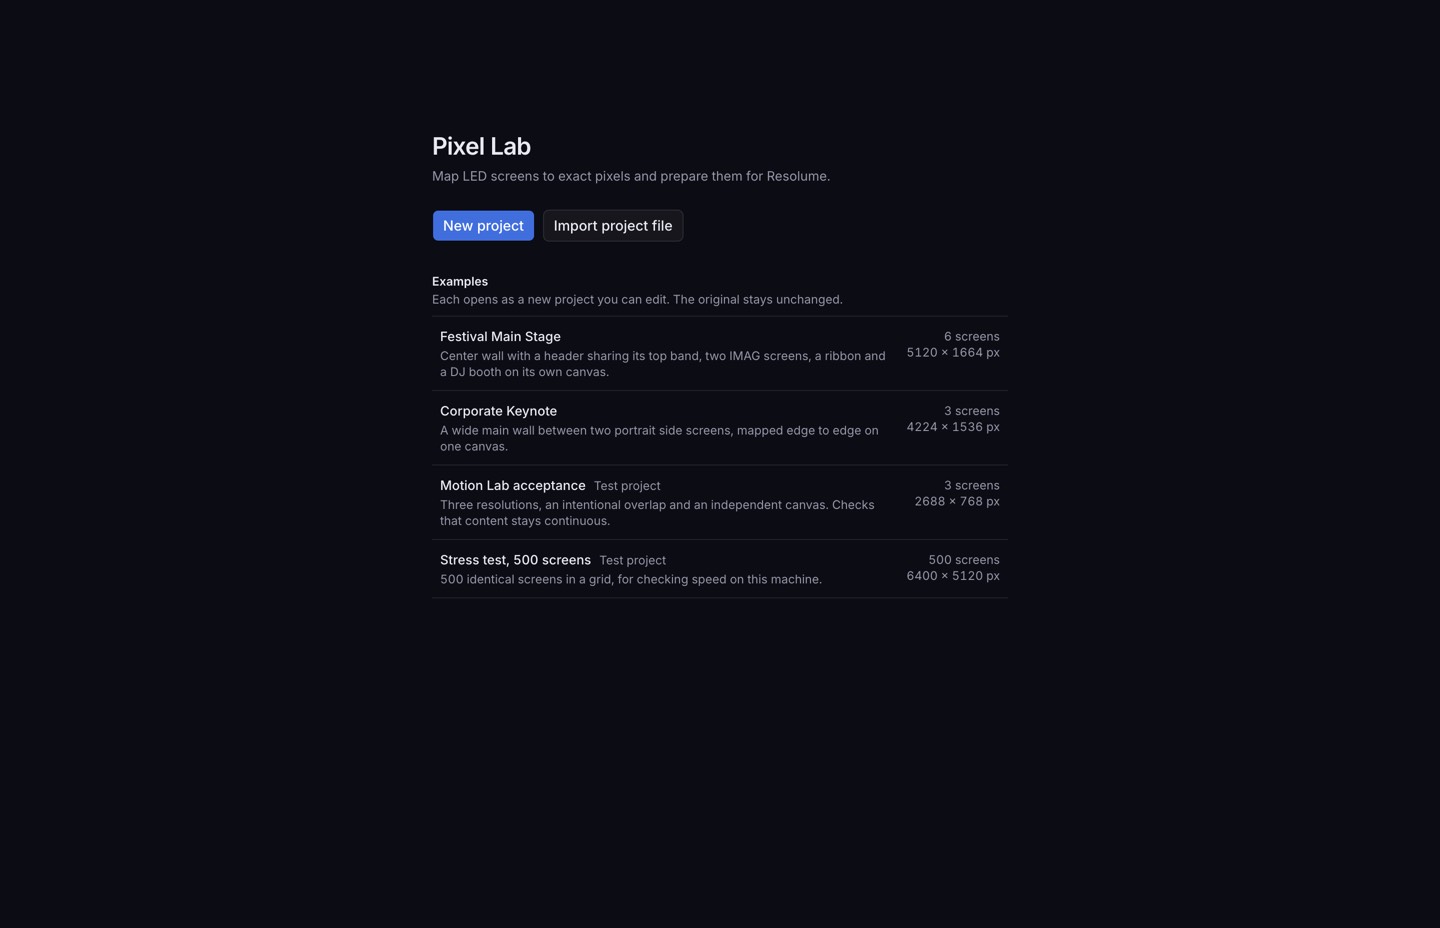 Pixel Lab
Map LED screens to exact pixels and prepare them for Resolume.
New project
Import project file
Examples
Each opens as a new project you can edit. The original stays unchanged.
Festival Main Stage
6 screens
Center wall with a header sharing its top band, two IMAG screens, a ribbon and
a DJ booth on its own canvas.
5120 × 1664 px
Corporate Keynote
3 screens
A wide main wall between two portrait side screens, mapped edge to edge on
one canvas.
4224 × 1536 px
Motion Lab acceptance Test project
3 screens
Three resolutions, an intentional overlap and an independent canvas. Checks
that content stays continuous.
2688 × 768 px
Stress test, 500 screens Test project
500 screens
500 identical screens in a grid, for checking speed on this machine.
6400 × 5120 px